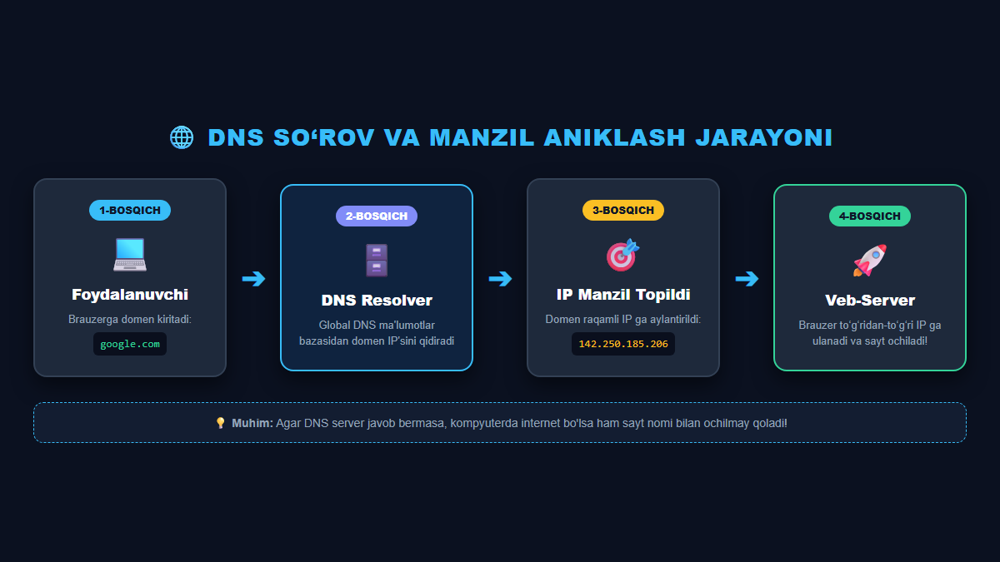 DNS SO‘ROV VA MANZIL ANIKLASH JARAYONI
1-BOSQICH
Foydalanuvchi
Brauzerga domen kiritadi:
google.com
2-BOSQICH
DNS Resolver
Global DNS ma'lumotlar
bazasidan domen IP'sini qidiradi
3-BOSQICH
IP Manzil Topildi
Domen raqamli IP ga aylantirildi:
142.250.185.206
4-BOSQICH
Veb-Server
Brauzer to‘g‘ridan-to‘g‘ri IP ga
ulanadi va sayt ochiladi!
Muhim: Agar DNS server javob bermasa, kompyuterda internet bo'lsa ham sayt nomi bilan ochilmay qoladi!